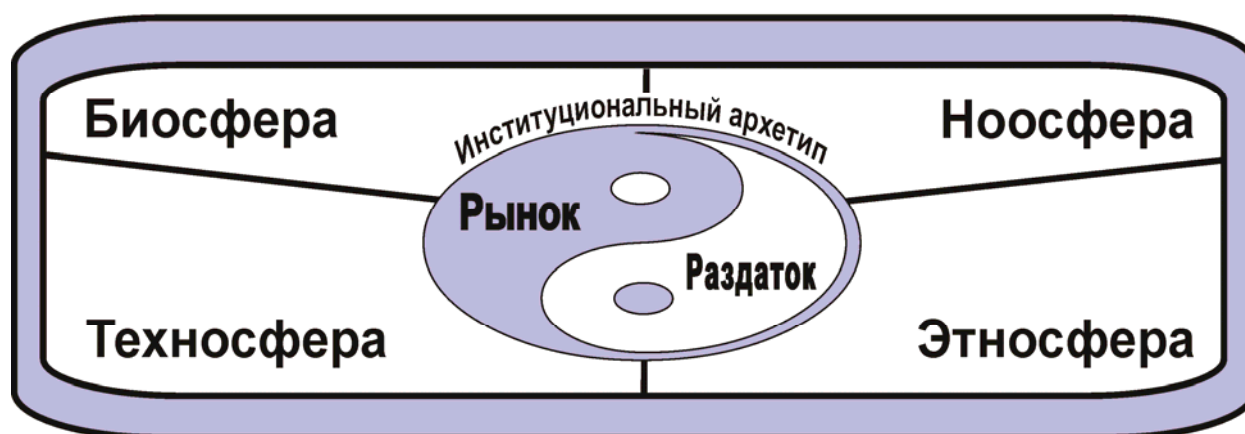 Биосфера
Институциональный архетип
Ноосфера
Рынок
Раздаток
Техносфера
Этносфера